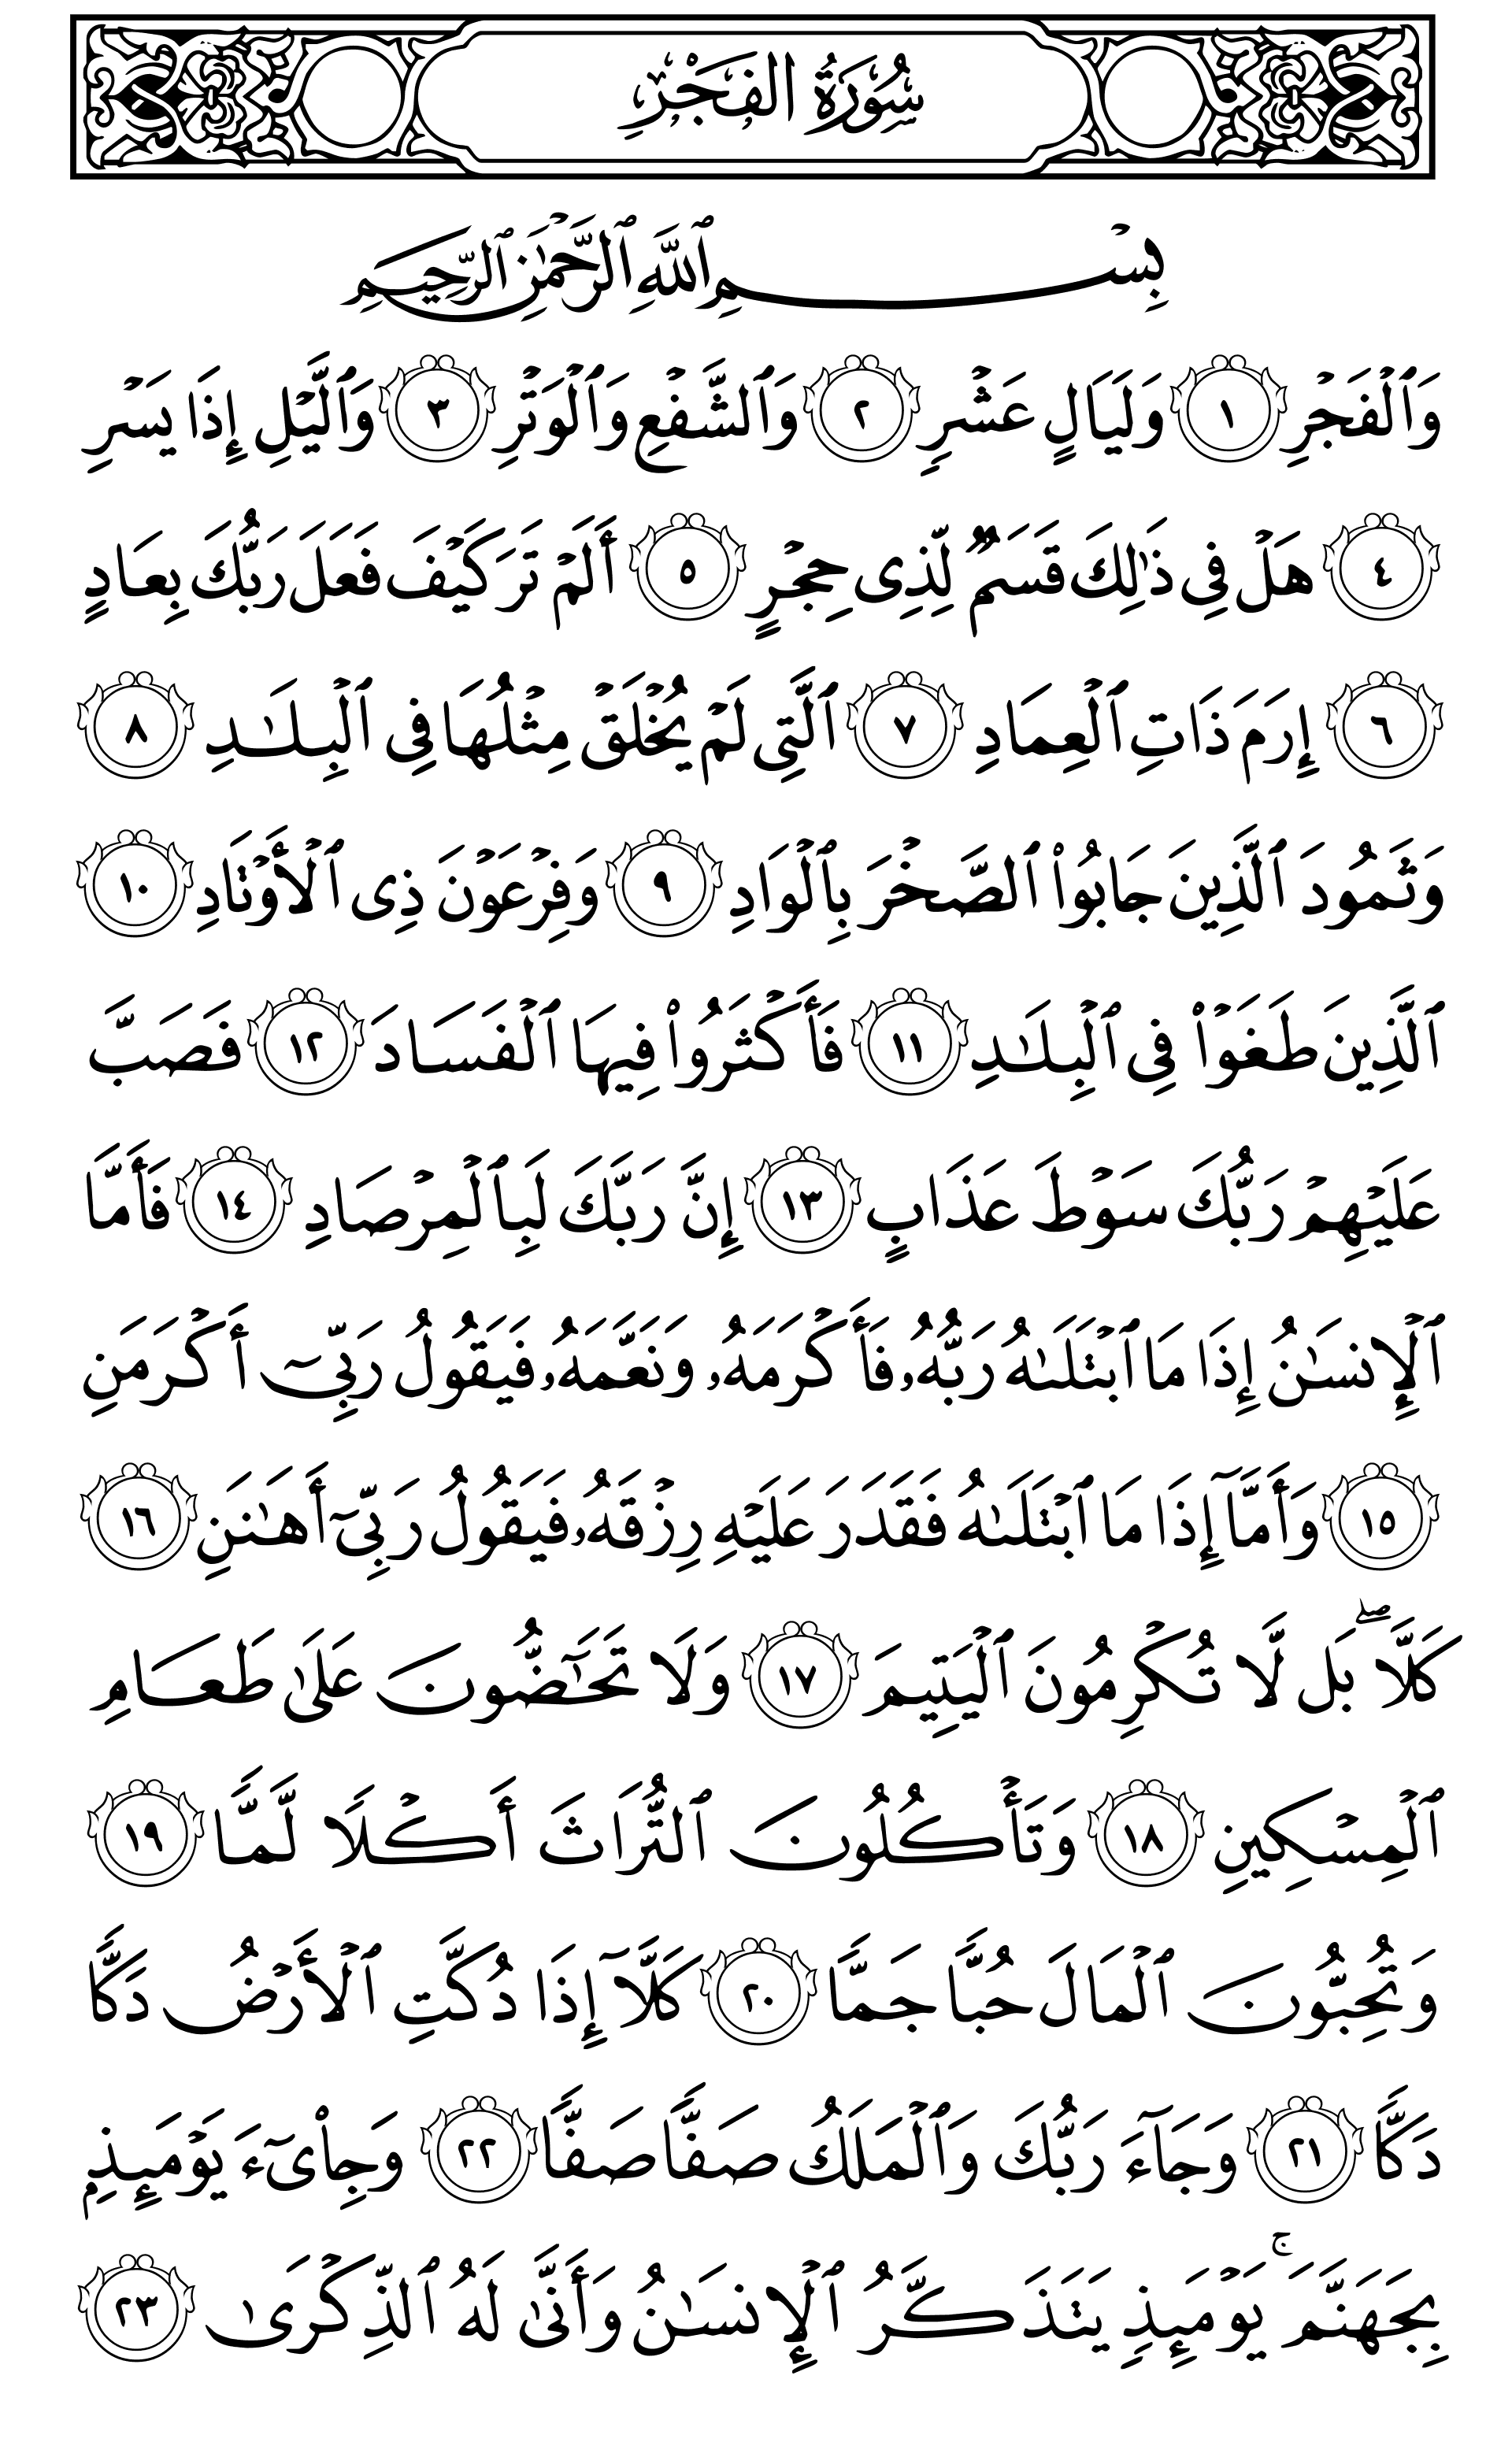 سُورَةُ الفَجْرِ
بِسْمِ ٱللَّهِ ٱلرَّحْمَٰنِ ٱلرَّحِيمِ
وَٱلْفَجْرِ ١ وَلَيَالٍ عَشْرٍ ٢ وَٱلشَّفْعِ وَٱلْوَتْرِ ٣ وَٱلَّيْلِ إِذَا يَسْرِ
٤ هَلْ فِى ذَٰلِكَ قَسَمٌ لِّذِى حِجْرٍ ٥ أَلَمْ تَرَ كَيْفَ فَعَلَ رَبُّكَ بِعَادٍ
٦ إِرَمَ ذَاتِ ٱلْعِمَادِ ٧ ٱلَّتِى لَمْ يُخْلَقْ مِثْلُهَا فِى ٱلْبِلَـٰدِ ٨
وَثَمُودَ ٱلَّذِينَ جَابُوا۟ ٱلصَّخْرَ بِٱلْوَادِ ٩ وَفِرْعَوْنَ ذِى ٱلْأَوْتَادِ ١٠
ٱلَّذِينَ طَغَوْا۟ فِى ٱلْبِلَـٰدِ ١١ فَأَكْثَرُوا۟ فِيهَا ٱلْفَسَادَ ١٢ فَصَبَّ
عَلَيْهِمْ رَبُّكَ سَوْطَ عَذَابٍ ١٣ إِنَّ رَبَّكَ لَبِٱلْمِرْصَادِ ١٤ فَأَمَّا
ٱلْإِنسَـٰنُ إِذَا مَا ٱبْتَلَىٰهُ رَبُّهُۥ فَأَكْرَمَهُۥ وَنَعَّمَهُۥ فَيَقُولُ رَبِّىٓ أَكْرَمَنِ
١٥ وَأَمَّآ إِذَا مَا ٱبْتَلَىٰهُ فَقَدَرَ عَلَيْهِ رِزْقَهُۥ فَيَقُولُ رَبِّىٓ أَهَـٰنَنِ ١٦
كَلَّا ۖ بَل لَّا تُكْرِمُونَ ٱلْيَتِيمَ ١٧ وَلَا تَحَـٰٓضُّونَ عَلَىٰ طَعَامِ
ٱلْمِسْكِينِ ١٨ وَتَأْكُلُونَ ٱلتُّرَاثَ أَكْلًا لَّمًّا ١٩
وَتُحِبُّونَ ٱلْمَالَ حُبًّا جَمًّا ٢٠ كَلَّآ إِذَا دُكَّتِ ٱلْأَرْضُ دَكًّا
دَكًّا ٢١ وَجَآءَ رَبُّكَ وَٱلْمَلَكُ صَفًّا صَفًّا ٢٢ وَجِا۟ىٓءَ يَوْمَئِذٍۭ
بِجَهَنَّمَ ۚ يَوْمَئِذٍ يَتَذَكَّرُ ٱلْإِنسَـٰنُ وَأَنَّىٰ لَهُ ٱلذِّكْرَىٰ ٢٣